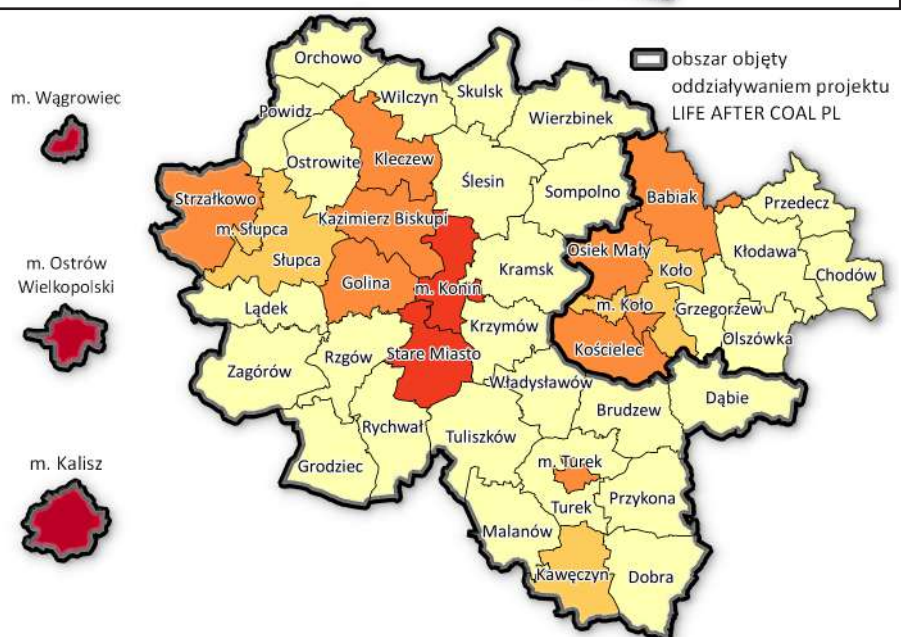 obszar objęty
oddziaływaniem projektu
LIFE AFTER COAL PL
m. Wągrowiec
m. Ostrów
Wielkopolski
m. Kalisz
Orchowo
Wilczyn
Skulsk
Powidz
Wierzbinek
Ostrowite
Kleczew
Ślesin
Sompolno
Strzałkowo
Babiak
Przedecz
m. Słupca
Kazimierz Biskupi
Słupca
Osiek Mały
Kłodawa
Kramsk
Koło
Chodów
Golina
m. Konin
m. Koło
Grzegorzew
Lądek
Krzymów
Olszówka
Zagórów
Rzgów
Stare Miasto
Kościelec
Władysławów
Brudzew
Dąbie
Rychwał
Tuliszków
Grodziec
m. Turek
Przykona
Turek
Malanów
Kawęczyn
Dobra